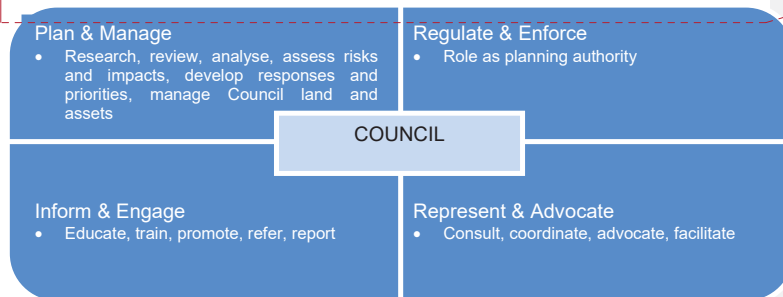 Plan & Manage
• Research, review, analyse, assess risks
and impacts, develop responses and
priorities, manage Council land and
assets
Regulate & Enforce
• Role as planning authority
COUNCIL
Inform & Engage
• Educate, train, promote, refer, report
Represent & Advocate
• Consult, coordinate, advocate, facilitate